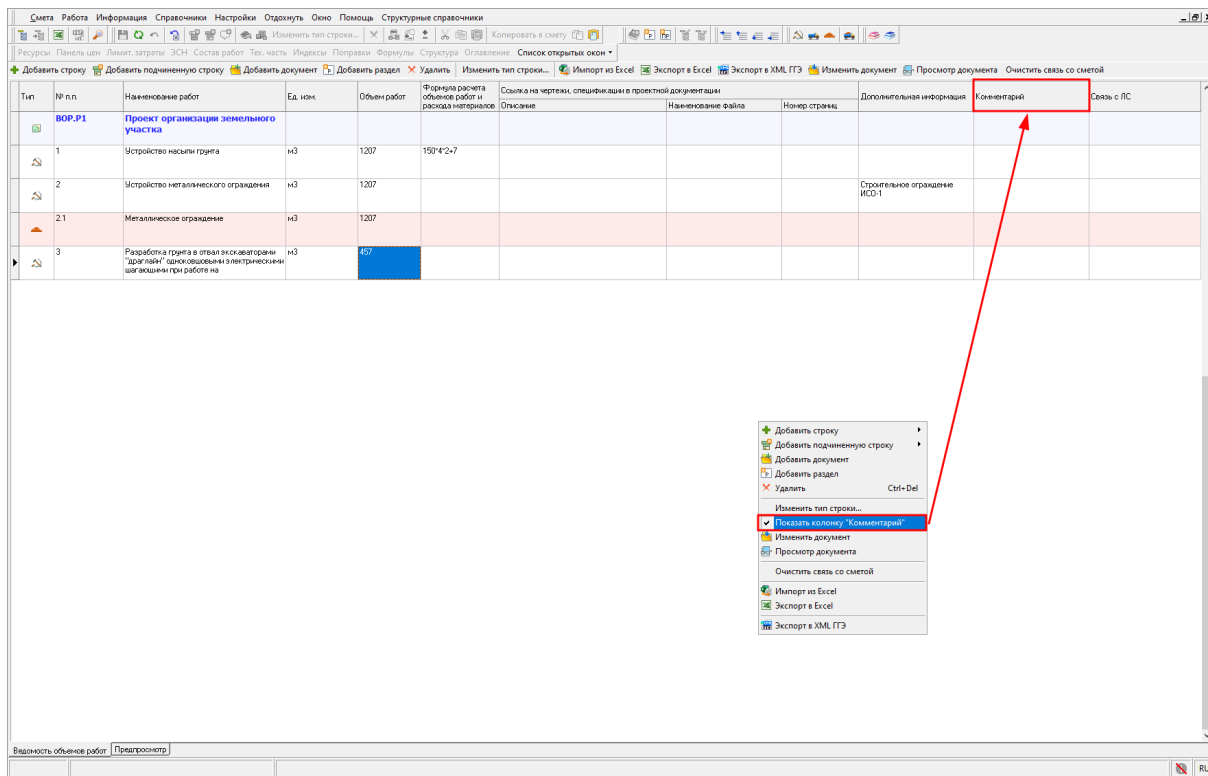 Смета Работа Информация Справочники Настройки Отдохнуть Окно Помощь Структурные справочники
Изменить тип строки... Копировать в смету
Ресурсы Панель цен Лимит. затраты ЭСН Состав работ Тех. часть Индексы Поправки Формулы Структура Оглавление Список открытых окон
Добавить строку Добавить подчиненную строку Добавить документ Добавить раздел Удалить Изменить тип строки... Импорт из Excel Экспорт в Excel Экспорт в XML ГГЭ Изменить документ Просмотр документа Очистить связь со сметой
Тип № п.п. Наименование работ Ед. изм. Объем работ Формула расчета объемов работ и расхода материалов Ссылка на чертежи, спецификации в проектной документации Дополнительная информация Комментарий Связь с ЛС
Описание Наименование файла Номер страниц
ВОР.Р1 Проект организации земельного
участка
1 Устройство насыпи грунта м3 1207 150*4*2+7
2 Устройство металлического ограждения м3 1207 Строительное ограждение
ИСО-1
2.1 Металлическое ограждение м3 1207
3 Разработка грунта в отвал экскаваторами м3 457
"драглайн" одноковшовыми электрическими
шагающими при работе на
Добавить строку
Добавить подчиненную строку
Добавить документ
Добавить раздел
Удалить Ctrl+Del
Изменить тип строки...
Показать колонку "Комментарий"
Изменить документ
Просмотр документа
Очистить связь со сметой
Импорт из Excel
Экспорт в Excel
Экспорт в XML ГГЭ
Ведомость объемов работ Предпросмотр
RU